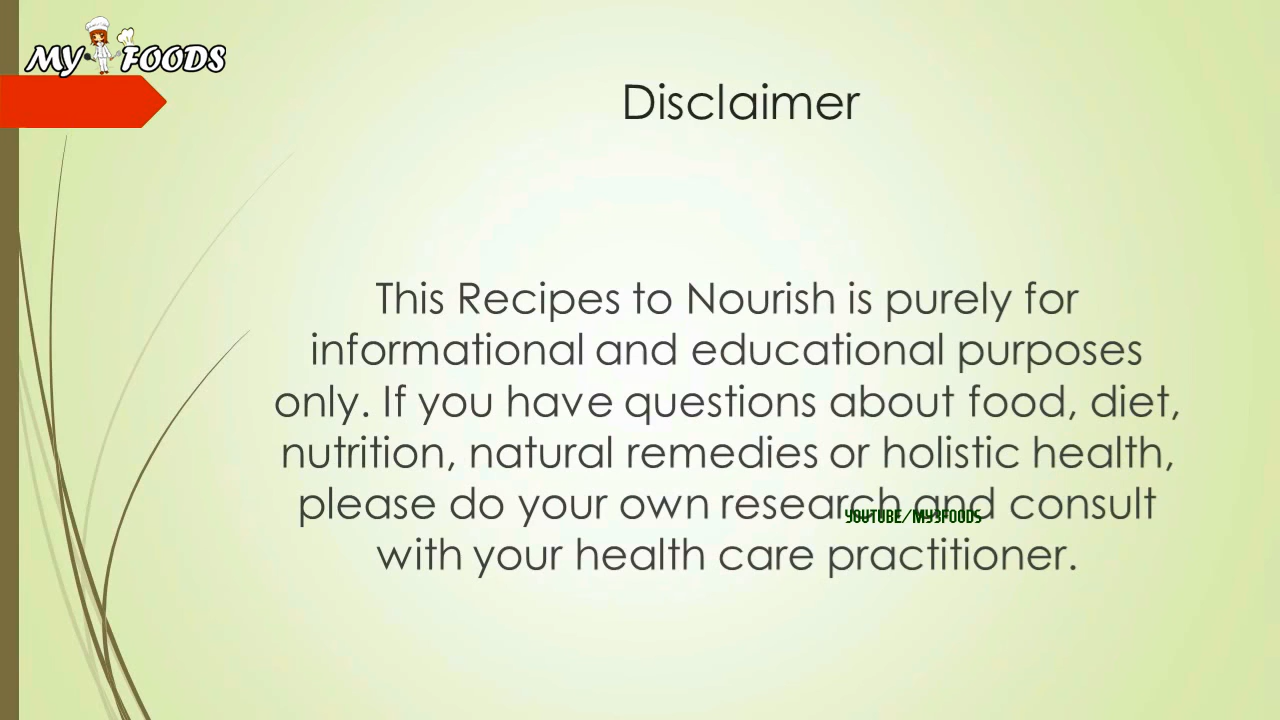 MY FOODS
Disclaimer
This Recipes to Nourish is purely for
informational and educational purposes
only. If you have questions about food, diet,
nutrition, natural remedies or holistic health,
please do your own research and consult
YOUTUBE/MY3FOODS
with your health care practitioner.